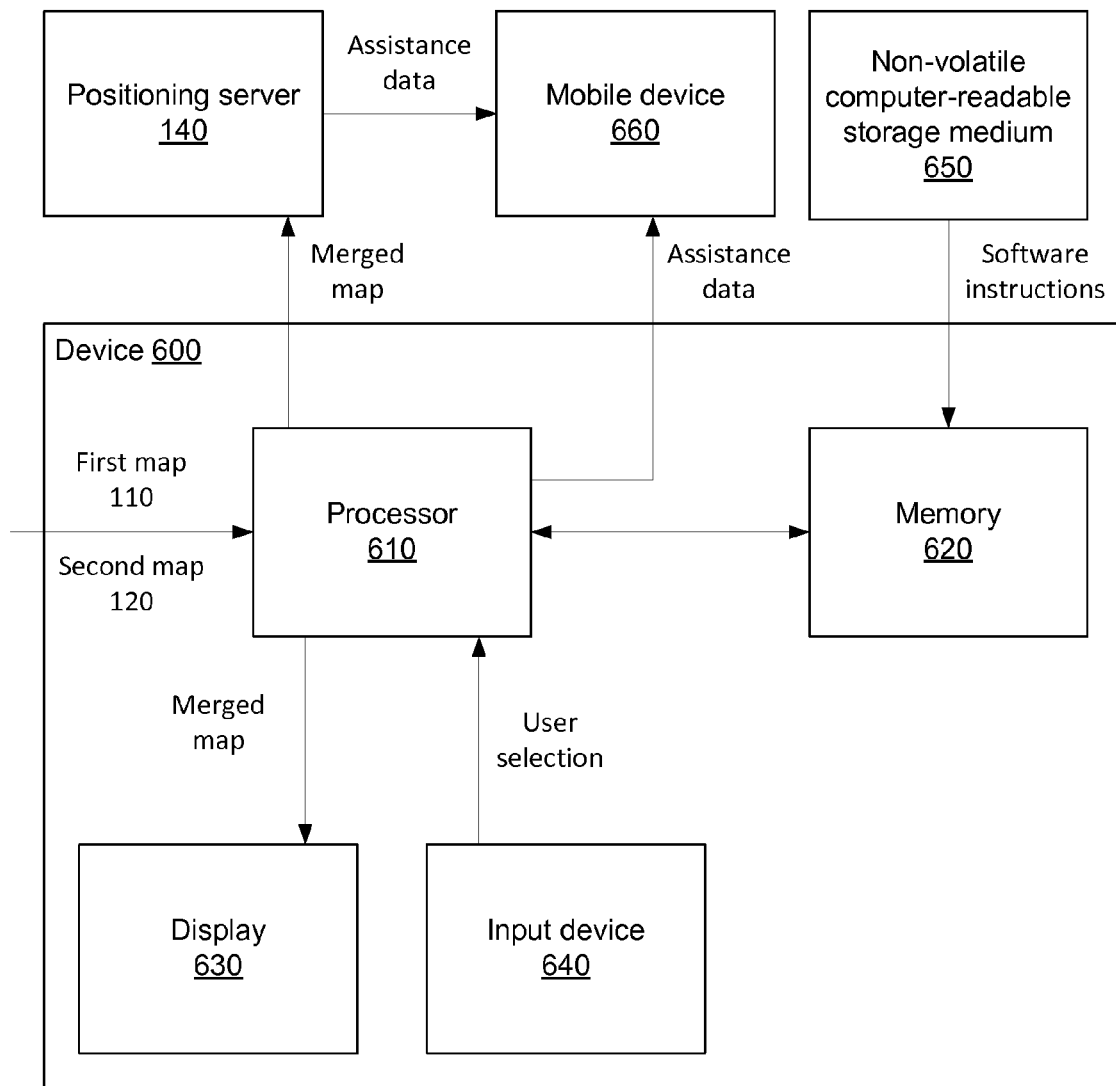 Positioning server
140
Assistance
data
Mobile device
660
Non-volatile
computer-readable
storage medium
650
Merged
map
Assistance
data
Software
instructions
Device 600
First map
110
Second map
120
Processor
610
Memory
620
Merged
map
User
selection
Display
630
Input device
640